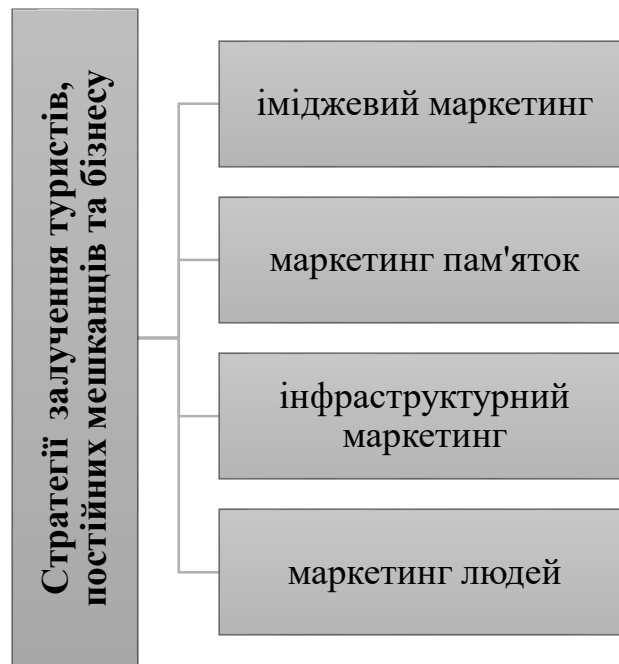 Стратегії залучення туристів,
постійних мешканців та бізнесу
іміджевий маркетинг
маркетинг пам'яток
інфраструктурний
маркетинг
маркетинг людей